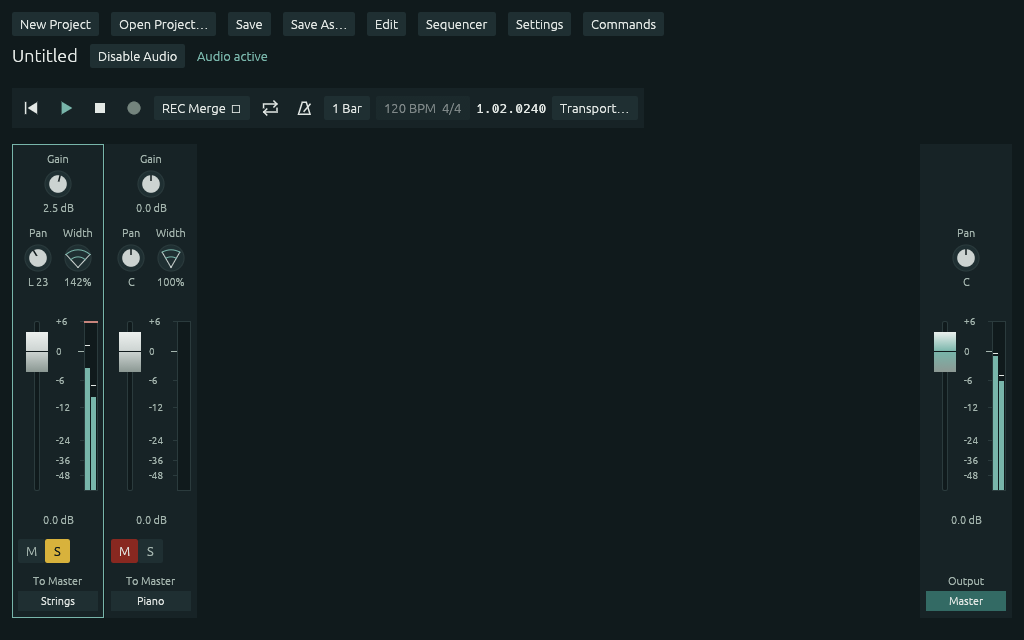 New Project Open Project... Save Save As... Edit Sequencer Settings Commands
Untitled Disable Audio Audio active
REC Merge 1 Bar 120 BPM 4/4 1.02.0240 Transport...
Gain Gain
2.5 dB 0.0 dB
Pan Width Pan Width Pan
L 23 142% C 100% C
+6 +6 +6
0 0 0
-6 -6 -6
-12 -12 -12
-24 -24 -24
-36 -36 -36
-48 -48 -48
0.0 dB 0.0 dB 0.0 dB
M S M S
To Master To Master Output
Strings Piano Master